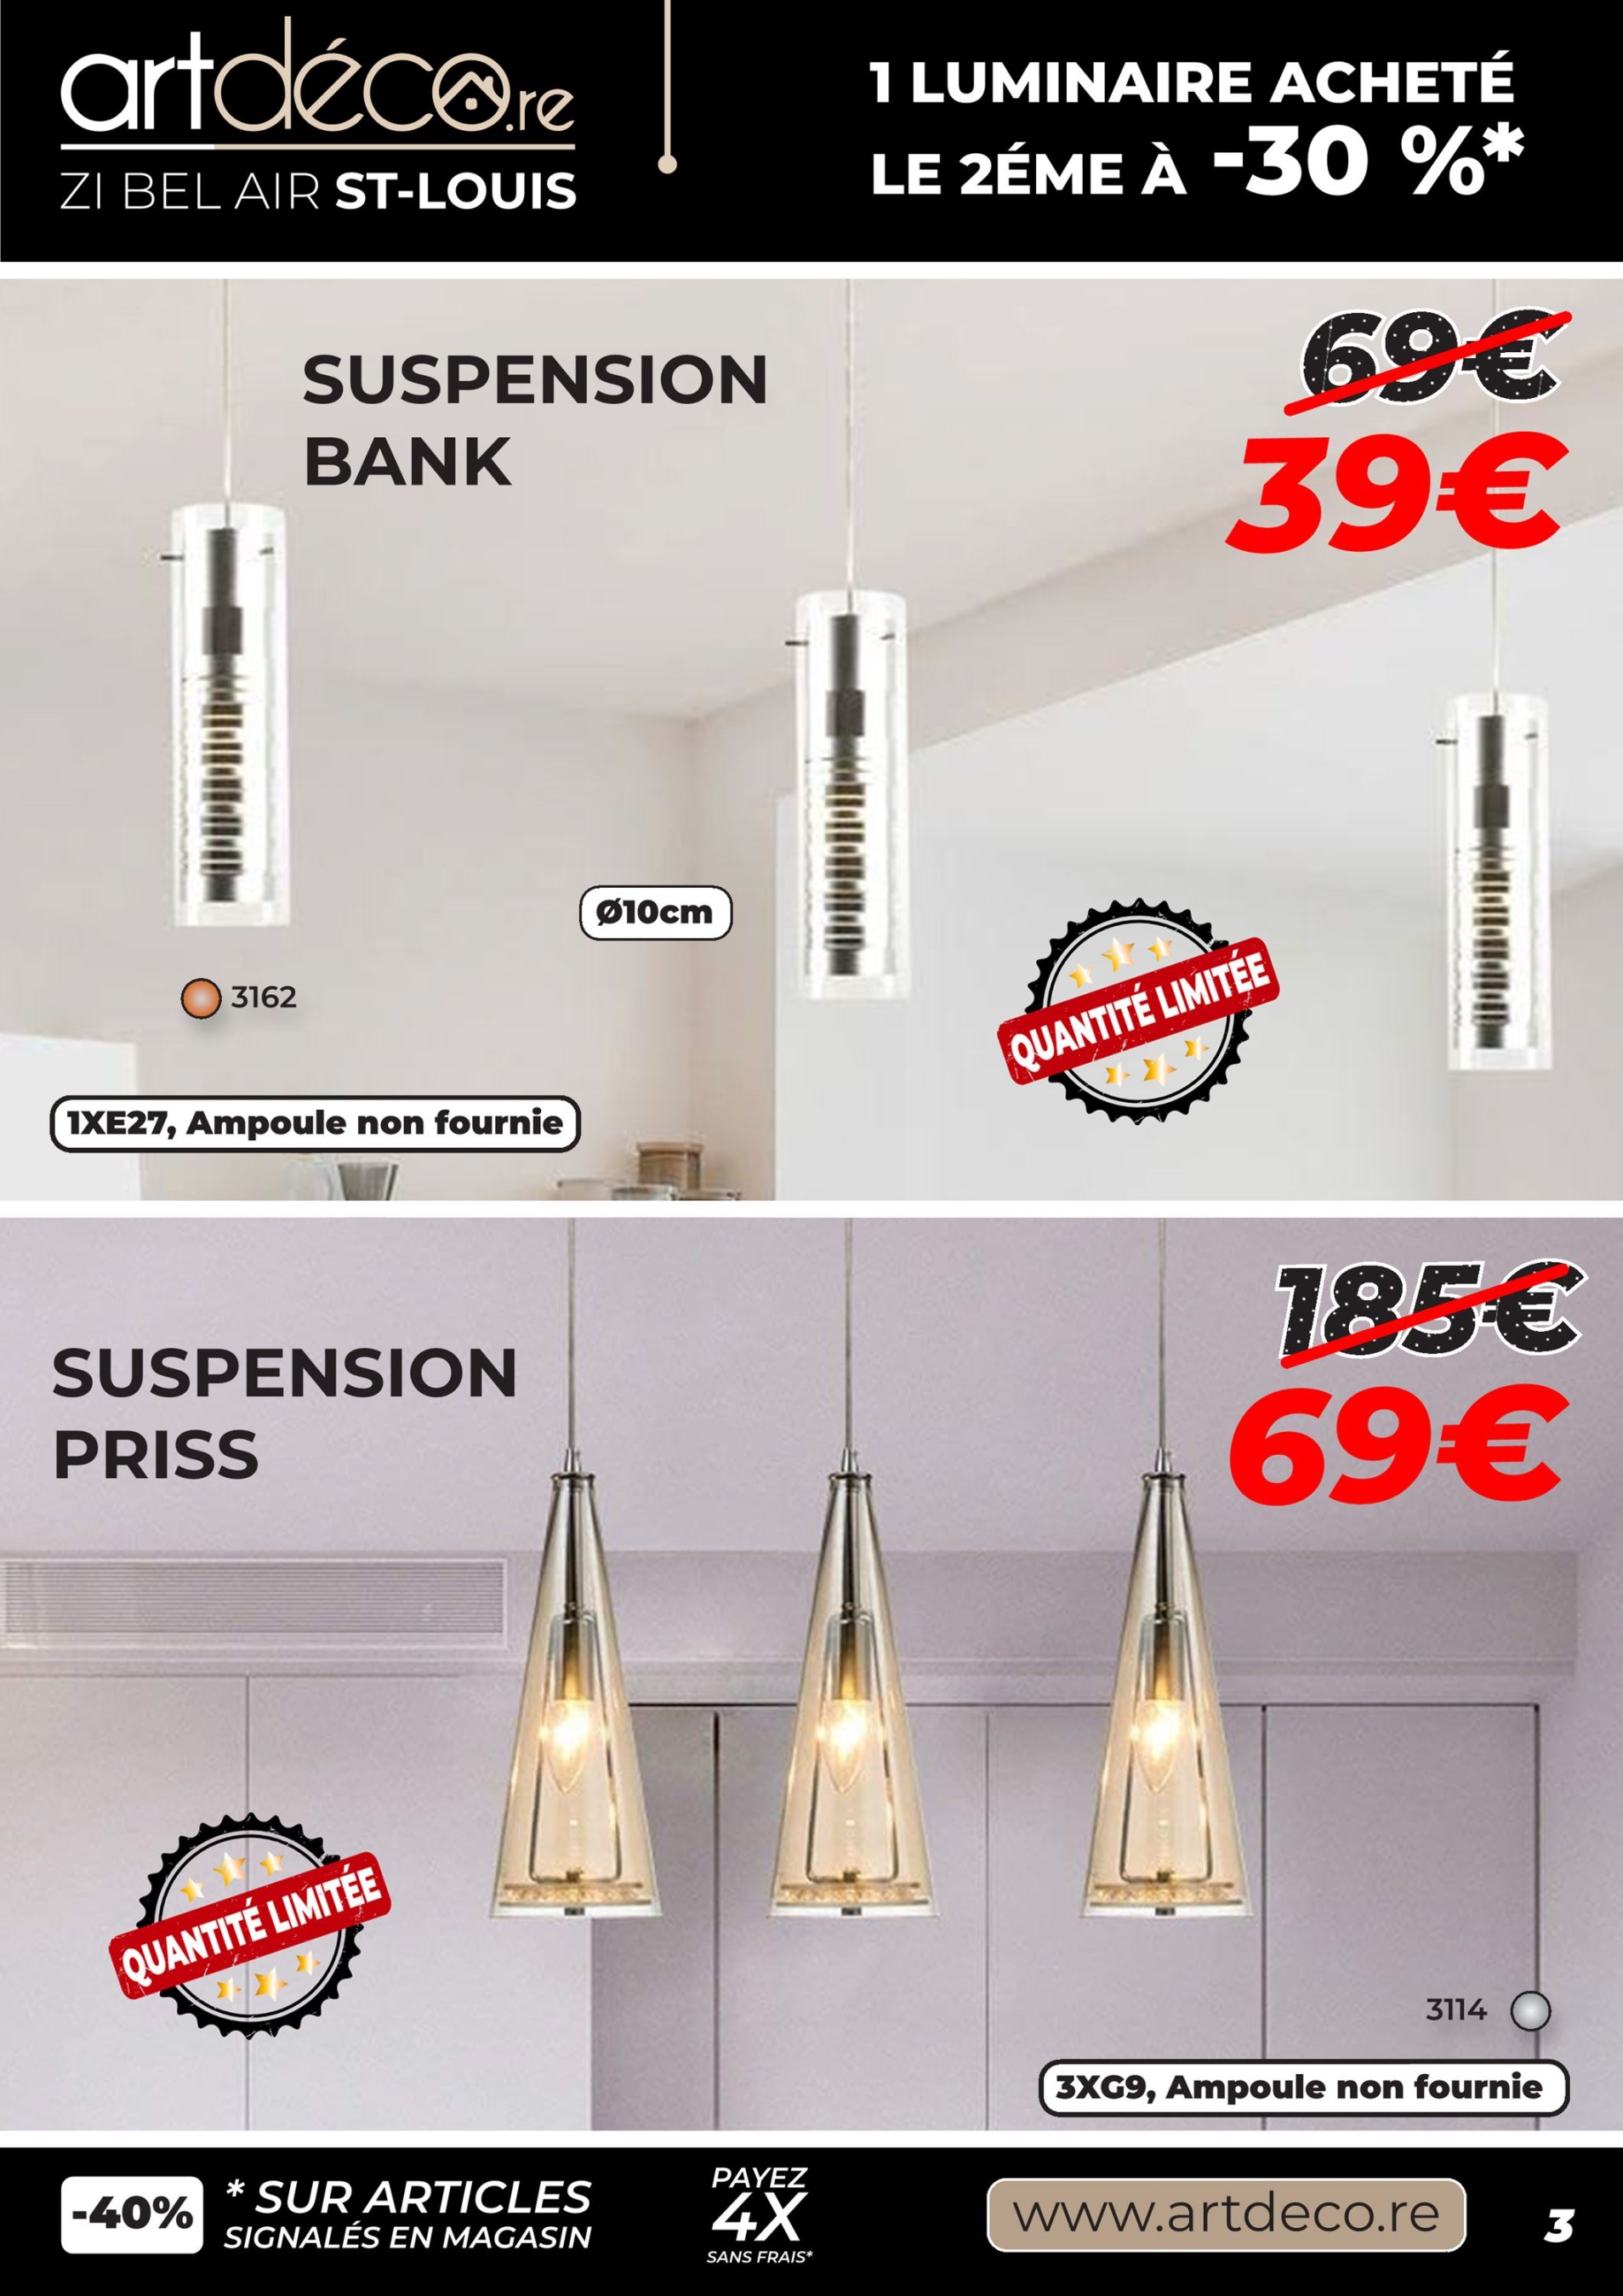 artdéco.re
ZI BEL AIR ST-LOUIS
1 LUMINAIRE ACHETÉ
LE 2ÉME À -30 %*
SUSPENSION
BANK
69€
39€
Ø10cm
3162
QUANTITÉ LIMITÉE
1XE27, Ampoule non fournie
SUSPENSION
PRISS
185€
69€
QUANTITÉ LIMITÉE
3114
3XG9, Ampoule non fournie
-40%
* SUR ARTICLES
SIGNALÉS EN MAGASIN
PAYEZ
4X
SANS FRAIS*
www.artdeco.re
3